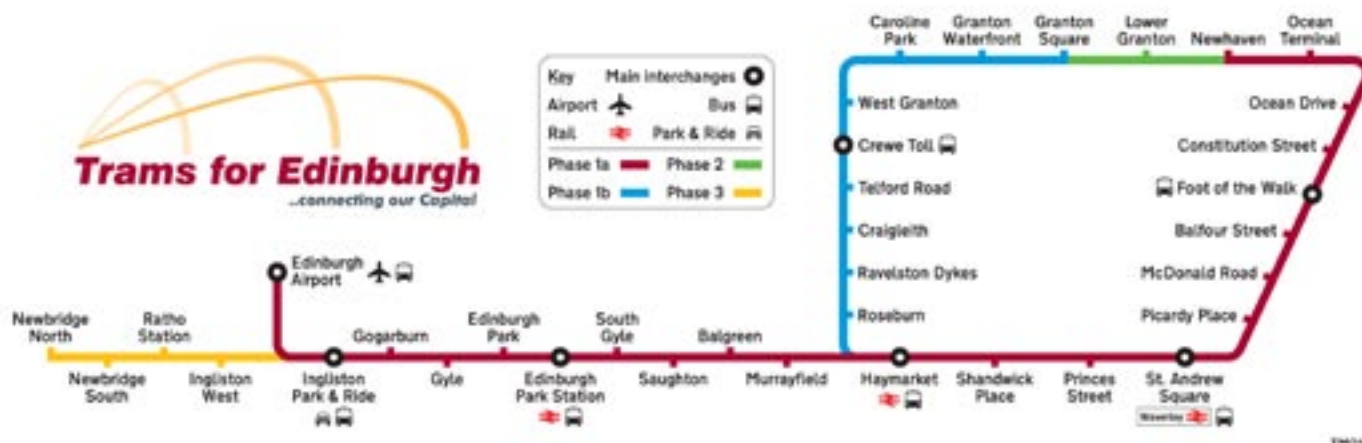 Trams for Edinburgh
...connecting our Capital
Key Main interchanges
Airport Bus
Rail Park & Ride
Phase 1a Phase 2
Phase 1b Phase 3
Caroline
Park
Granton
Waterfront
Granton
Square
Lower
Granton
Newhaven
Ocean
Terminal
West Granton
Crewe Toll
Telford Road
Craigleith
Ravelston Dykes
Roseburn
Ocean Drive
Constitution Street
Foot of the Walk
Balfour Street
McDonald Road
Picardy Place
Edinburgh
Airport
Newbridge
North
Ratho
Station
Gogarburn
Edinburgh
Park
South
Gyle
Balgreen
Newbridge
South
Ingliston
West
Ingliston
Park & Ride
Gyle
Edinburgh
Park Station
Saughton
Murrayfield
Haymarket
Shandwick
Place
Princes
Street
St. Andrew
Square
Waverley